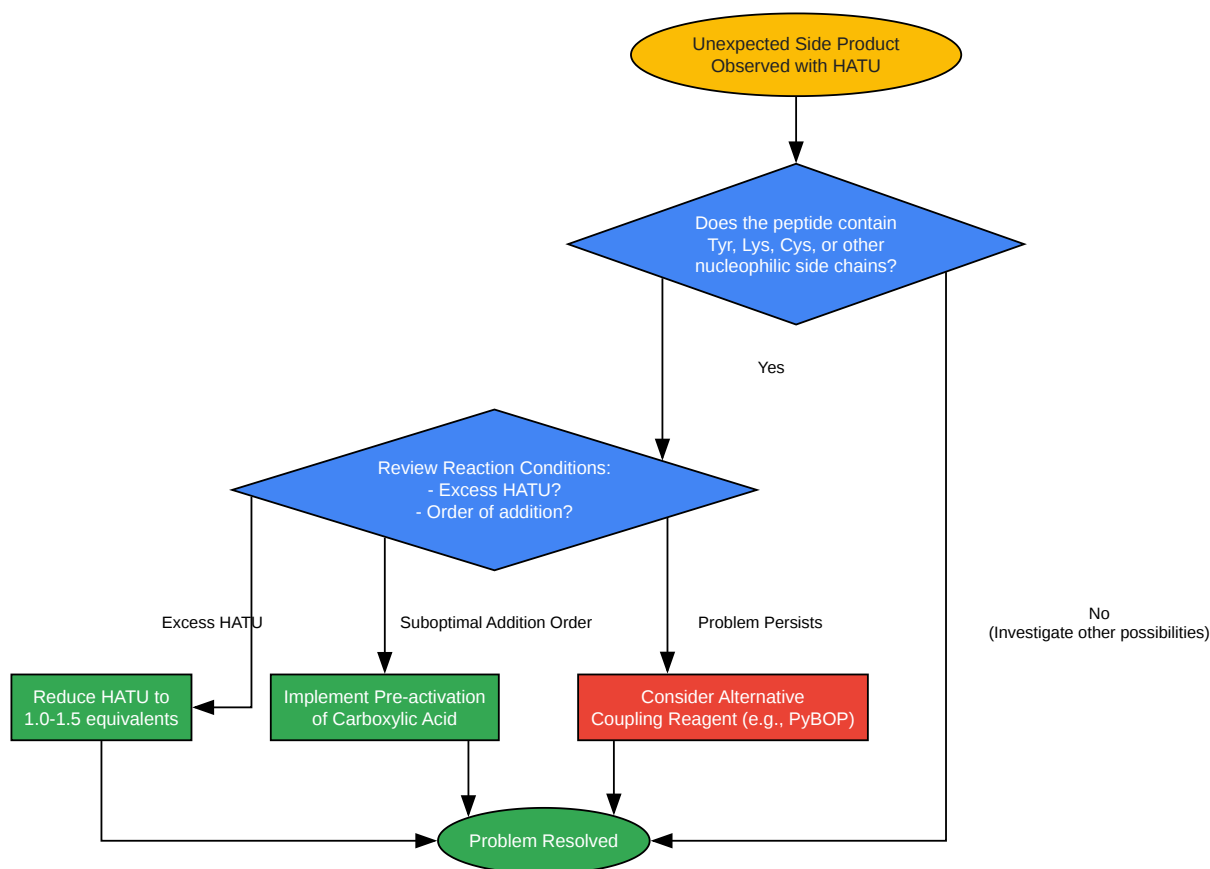 Unexpected Side Product
Observed with HATU
Does the peptide contain
Tyr, Lys, Cys, or other
nucleophilic side chains?
Yes
Review Reaction Conditions:
- Excess HATU?
- Order of addition?
Excess HATU
Suboptimal Addition Order
Problem Persists
No
(Investigate other possibilities)
Reduce HATU to
1.0-1.5 equivalents
Implement Pre-activation
of Carboxylic Acid
Consider Alternative
Coupling Reagent (e.g., PyBOP)
Problem Resolved